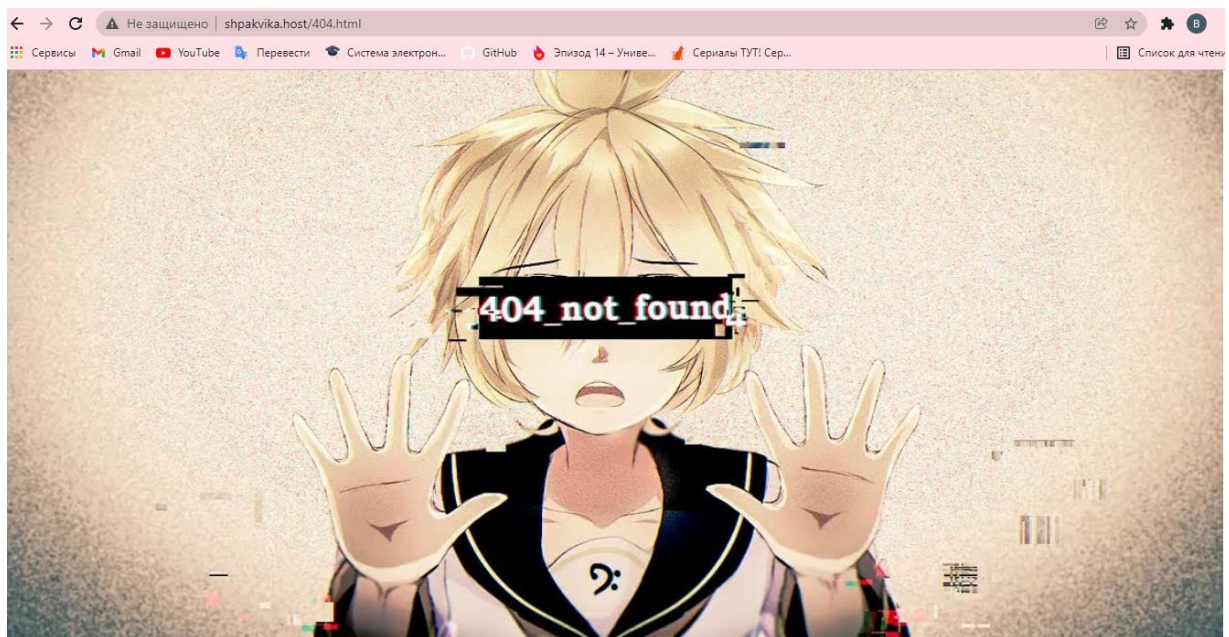 Не защищено | shpakvika.host/404.html
B
Сервисы Gmail YouTube Перевести Система электрон... GitHub Эпизод 14 – Униве... Сериалы ТУТ! Сер... Список для чтени
404_not_found